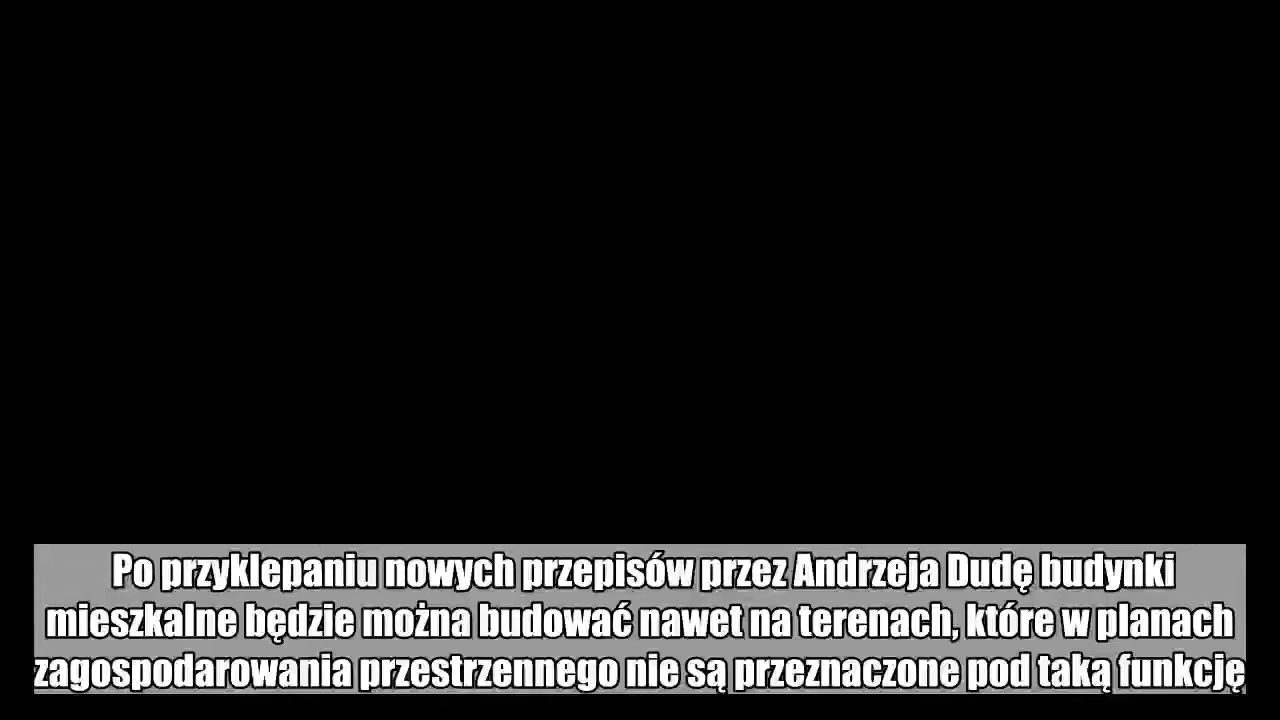 Po przyklepaniu nowych przepisów przez Andrzeja Dudę budynki
mieszkalne będzie można budować nawet na terenach, które w planach
zagospodarowania przestrzennego nie są przeznaczone pod taką funkcję